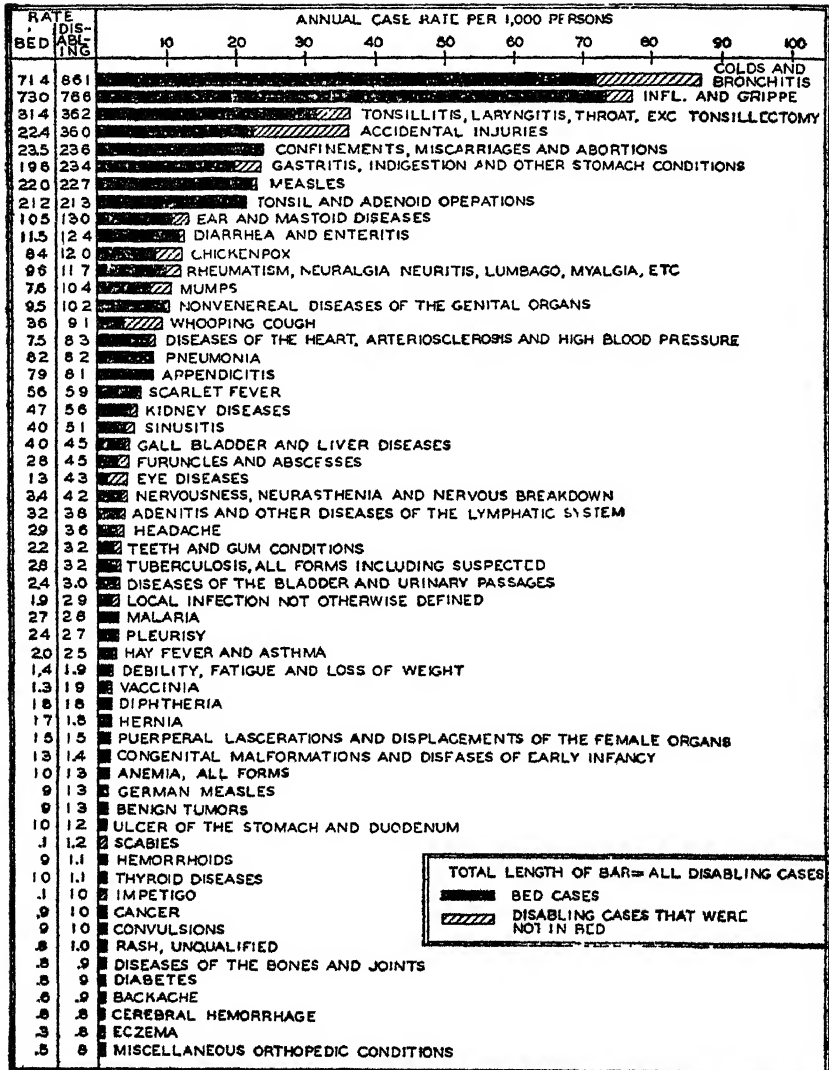 RATE ANNUAL CASE RATE PER 1,000 PERSONS
BED DIS-ABLING 10 20 30 40 50 60 70 80 90 100
71 4 86 1 COLDS AND BRONCHITIS
73 0 76 6 INFL. AND GRIPPE
31 4 36 2 TONSILLITIS, LARYNGITIS, THROAT, EXC TONSILLECTOMY
22.4 36 0 ACCIDENTAL INJURIES
23.5 23 6 CONFINEMENTS, MISCARRIAGES AND ABORTIONS
19 6 23 4 GASTRITIS, INDIGESTION AND OTHER STOMACH CONDITIONS
22 0 22 7 MEASLES
21 2 21 3 TONSIL AND ADENOID OPERATIONS
10 5 13 0 EAR AND MASTOID DISEASES
11.5 12 4 DIARRHEA AND ENTERITIS
8 4 12 0 CHICKENPOX
9 6 11 7 RHEUMATISM, NEURALGIA NEURITIS, LUMBAGO, MYALGIA, ETC
7.6 10 4 MUMPS
9.5 10 2 NONVENEREAL DISEASES OF THE GENITAL ORGANS
3 6 9 1 WHOOPING COUGH
7.5 8 3 DISEASES OF THE HEART, ARTERIOSCLEROSIS AND HIGH BLOOD PRESSURE
8 2 8 2 PNEUMONIA
7 9 8 1 APPENDICITIS
5 6 5 9 SCARLET FEVER
4 7 5 6 KIDNEY DISEASES
4 0 5 1 SINUSITIS
4 0 4 5 GALL BLADDER AND LIVER DISEASES
2 8 4 5 FURUNCLES AND ABSCESSES
1 3 4 3 EYE DISEASES
3.4 4 2 NERVOUSNESS, NEURASTHENIA AND NERVOUS BREAKDOWN
3 2 3 8 ADENITIS AND OTHER DISEASES OF THE LYMPHATIC SYSTEM
2 9 3 6 HEADACHE
2 2 3 2 TEETH AND GUM CONDITIONS
2 8 3 2 TUBERCULOSIS, ALL FORMS INCLUDING SUSPECTED
2.4 3.0 DISEASES OF THE BLADDER AND URINARY PASSAGES
1.9 2 9 LOCAL INFECTION NOT OTHERWISE DEFINED
2 7 2 8 MALARIA
2 4 2 7 PLEURISY
2.0 2 5 HAY FEVER AND ASTHMA
1.4 1.9 DEBILITY, FATIGUE AND LOSS OF WEIGHT
1.3 1 9 VACCINIA
1 8 1 8 DIPHTHERIA
1 7 1.8 HERNIA
1 5 1 5 PUERPERAL LASCERATIONS AND DISPLACEMENTS OF THE FEMALE ORGANS
1 3 1.4 CONGENITAL MALFORMATIONS AND DISEASES OF EARLY INFANCY
1 0 1 3 ANEMIA, ALL FORMS
9 1 3 GERMAN MEASLES
9 1 3 BENIGN TUMORS
1 0 1 2 ULCER OF THE STOMACH AND DUODENUM
.1 1.2 SCABIES
9 1.1 HEMORRHOIDS
1 0 1.1 THYROID DISEASES
.1 1 0 IMPETIGO
.9 1 0 CANCER
9 1 0 CONVULSIONS
.8 1.0 RASH, UNQUALIFIED
.8 .9 DISEASES OF THE BONES AND JOINTS
.8 9 DIABETES
.6 .9 BACKACHE
.8 .8 CEREBRAL HEMORRHAGE
.3 .8 ECZEMA
.5 8 MISCELLANEOUS ORTHOPEDIC CONDITIONS
TOTAL LENGTH OF BAR= ALL DISABLING CASES
BED CASES
DISABLING CASES THAT WERE
NOT IN BED